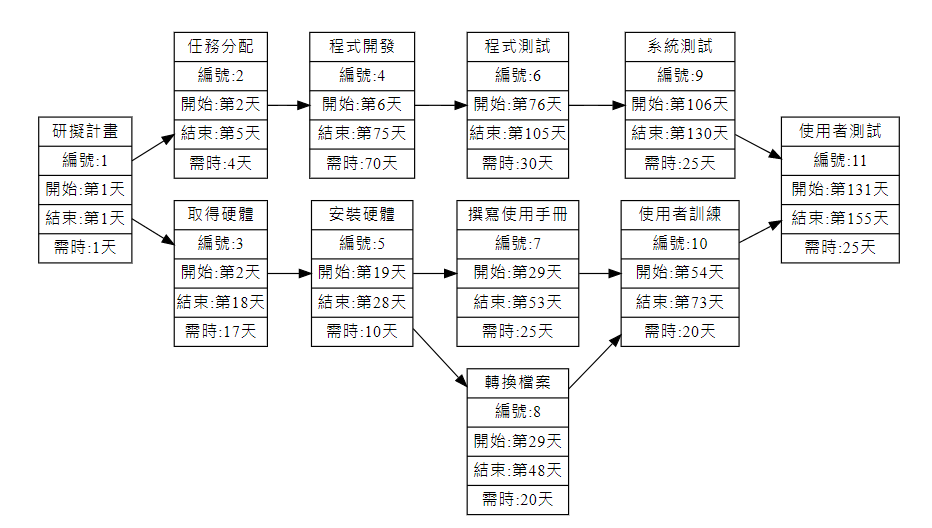 研擬計畫
編號:1
開始:第1天
結束:第1天
需時:1天
任務分配
編號:2
開始:第2天
結束:第5天
需時:4天
取得硬體
編號:3
開始:第2天
結束:第18天
需時:17天
程式開發
編號:4
開始:第6天
結束:第75天
需時:70天
安裝硬體
編號:5
開始:第19天
結束:第28天
需時:10天
程式測試
編號:6
開始:第76天
結束:第105天
需時:30天
撰寫使用手冊
編號:7
開始:第29天
結束:第53天
需時:25天
轉換檔案
編號:8
開始:第29天
結束:第48天
需時:20天
系統測試
編號:9
開始:第106天
結束:第130天
需時:25天
使用者訓練
編號:10
開始:第54天
結束:第73天
需時:20天
使用者測試
編號:11
開始:第131天
結束:第155天
需時:25天